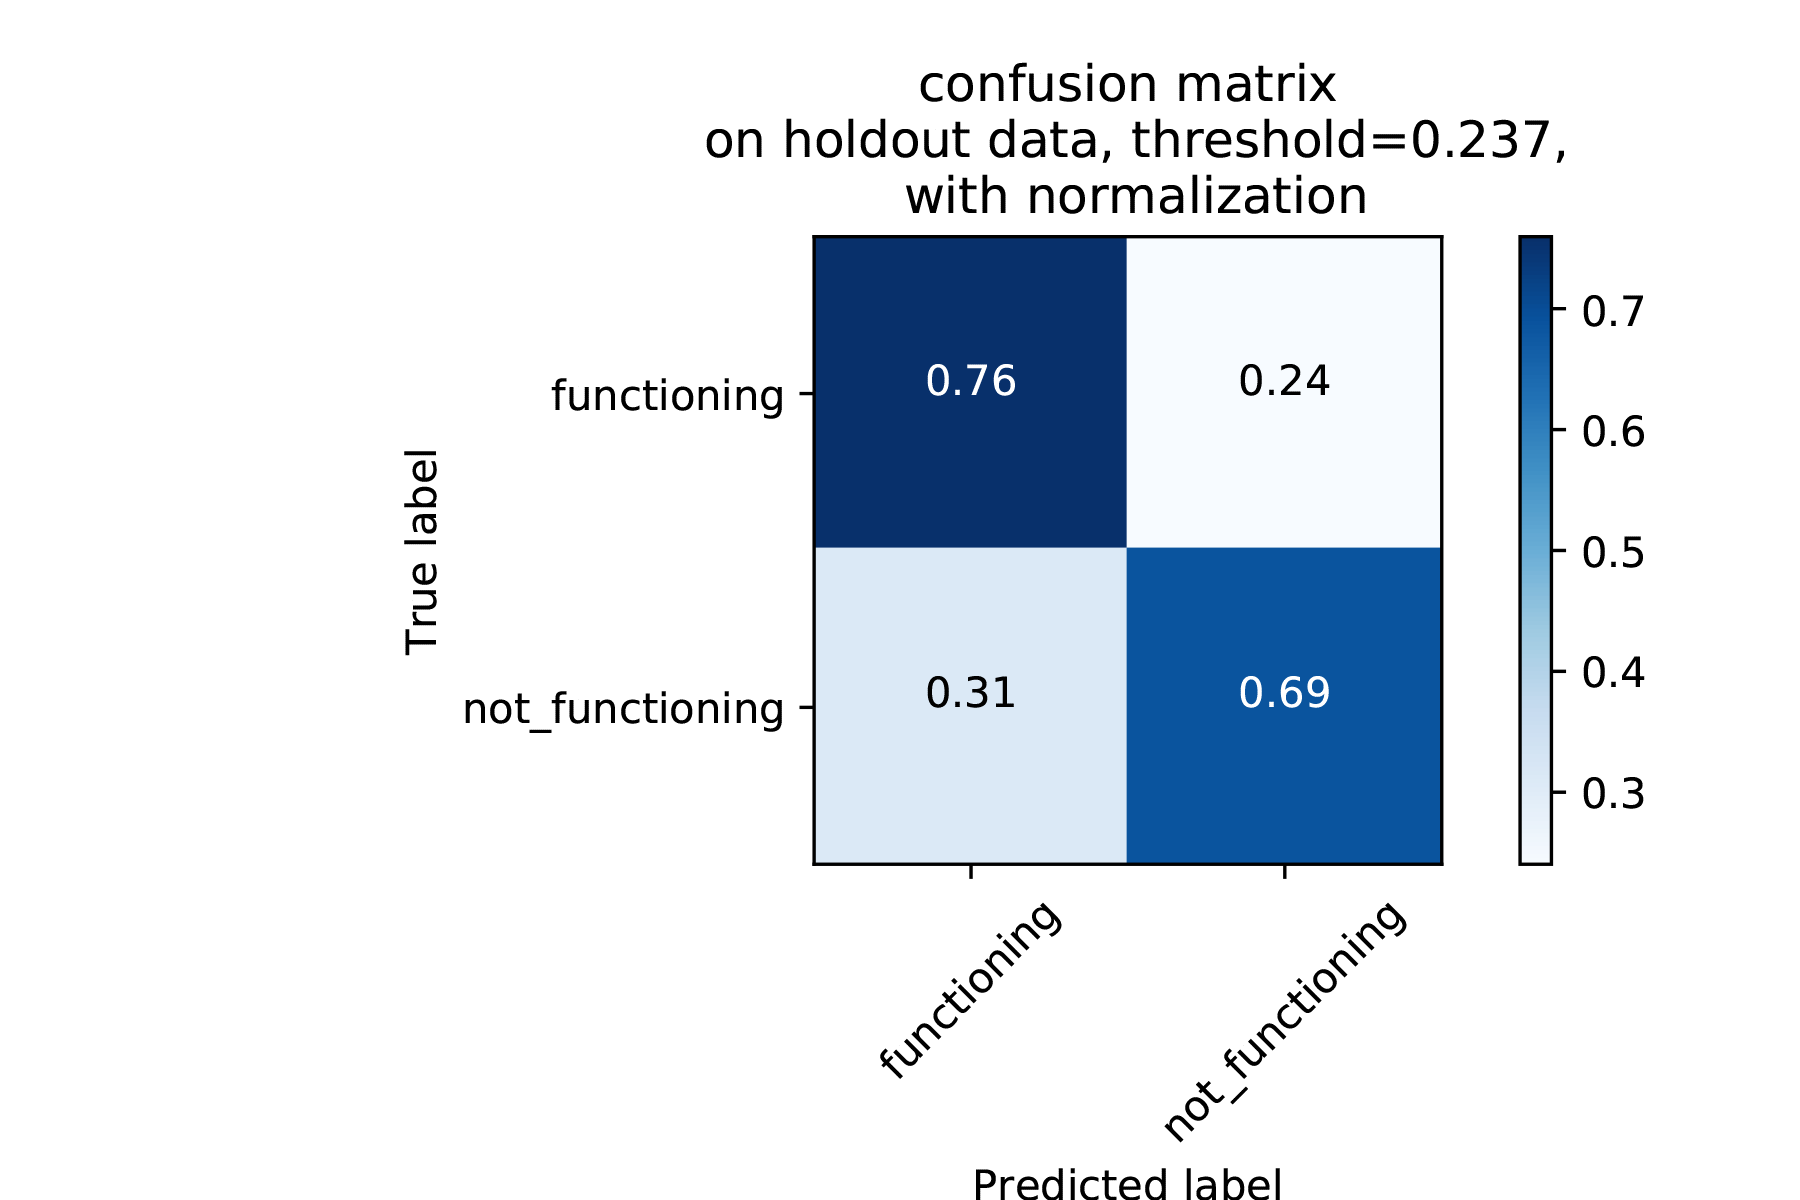 confusion matrix
on holdout data, threshold=0.237,
with normalization
True label
functioning
not_functioning
0.76
0.24
0.31
0.69
0.7
0.6
0.5
0.4
0.3
functioning
not_functioning
Predicted label